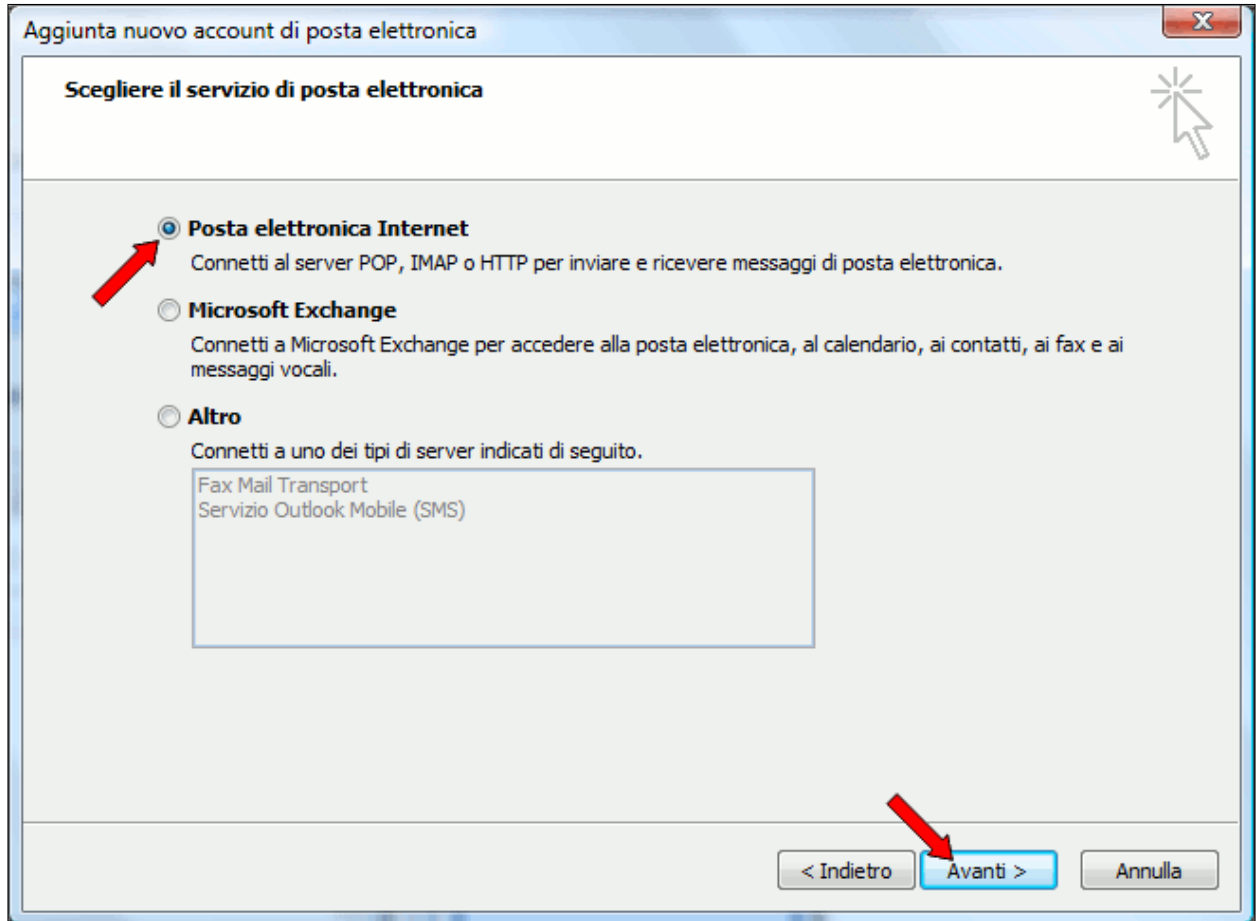 Aggiunta nuovo account di posta elettronica
Scegliere il servizio di posta elettronica
Posta elettronica Internet
Connetti al server POP, IMAP o HTTP per inviare e ricevere messaggi di posta elettronica.
Microsoft Exchange
Connetti a Microsoft Exchange per accedere alla posta elettronica, al calendario, ai contatti, ai fax e ai
messaggi vocali.
Altro
Connetti a uno dei tipi di server indicati di seguito.
Fax Mail Transport
Servizio Outlook Mobile (SMS)
< Indietro Avanti > Annulla